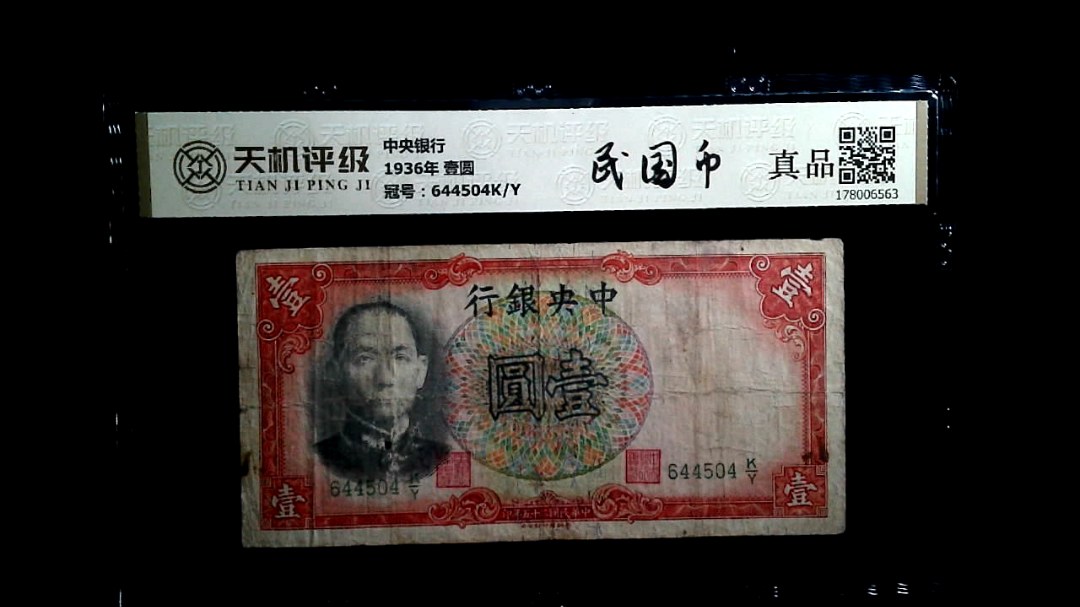 天机评级
TIAN JI PING JI
中央银行
1936年 壹圆
冠号：644504K/Y
民国币
真品
178006563
壹
壹
行銀央中
圓壹
644504 K/Y
644504 K/Y
壹
壹